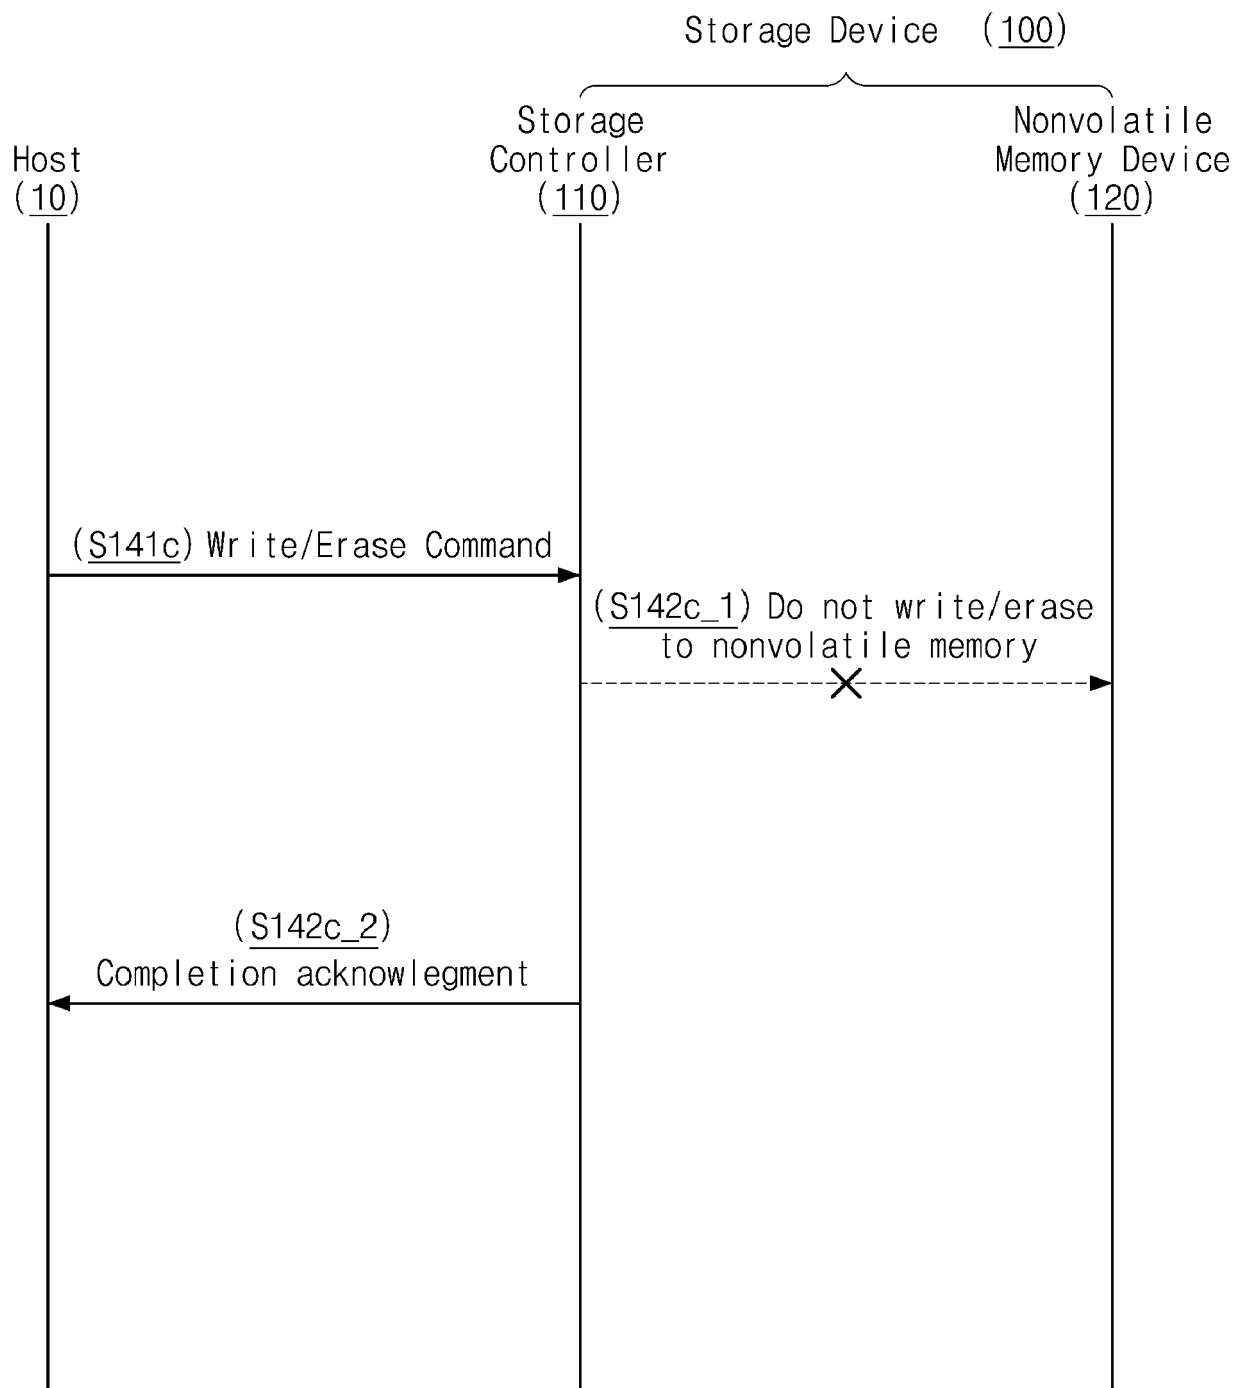 Storage Device (100)
Host
(10)
Storage
Controller
(110)
Nonvolatile
Memory Device
(120)
(S141c) Write/Erase Command
(S142c_1) Do not write/erase
to nonvolatile memory
(S142c_2)
Completion acknowlegment